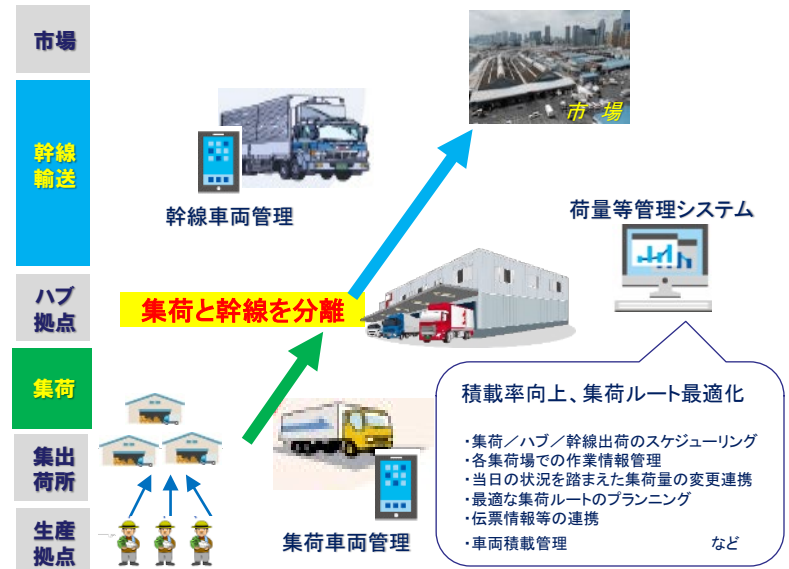 市場
市 場
幹線
輸送
幹線車両管理
荷量等管理システム
ハブ
拠点
集荷と幹線を分離
集荷
積載率向上、集荷ルート最適化
・集荷／ハブ／幹線出荷のスケジューリング
・各集荷場での作業情報管理
・当日の状況を踏まえた集荷量の変更連携
・最適な集荷ルートのプランニング
・伝票情報等の連携
・車両積載管理 など
集出
荷所
生産
拠点
集荷車両管理